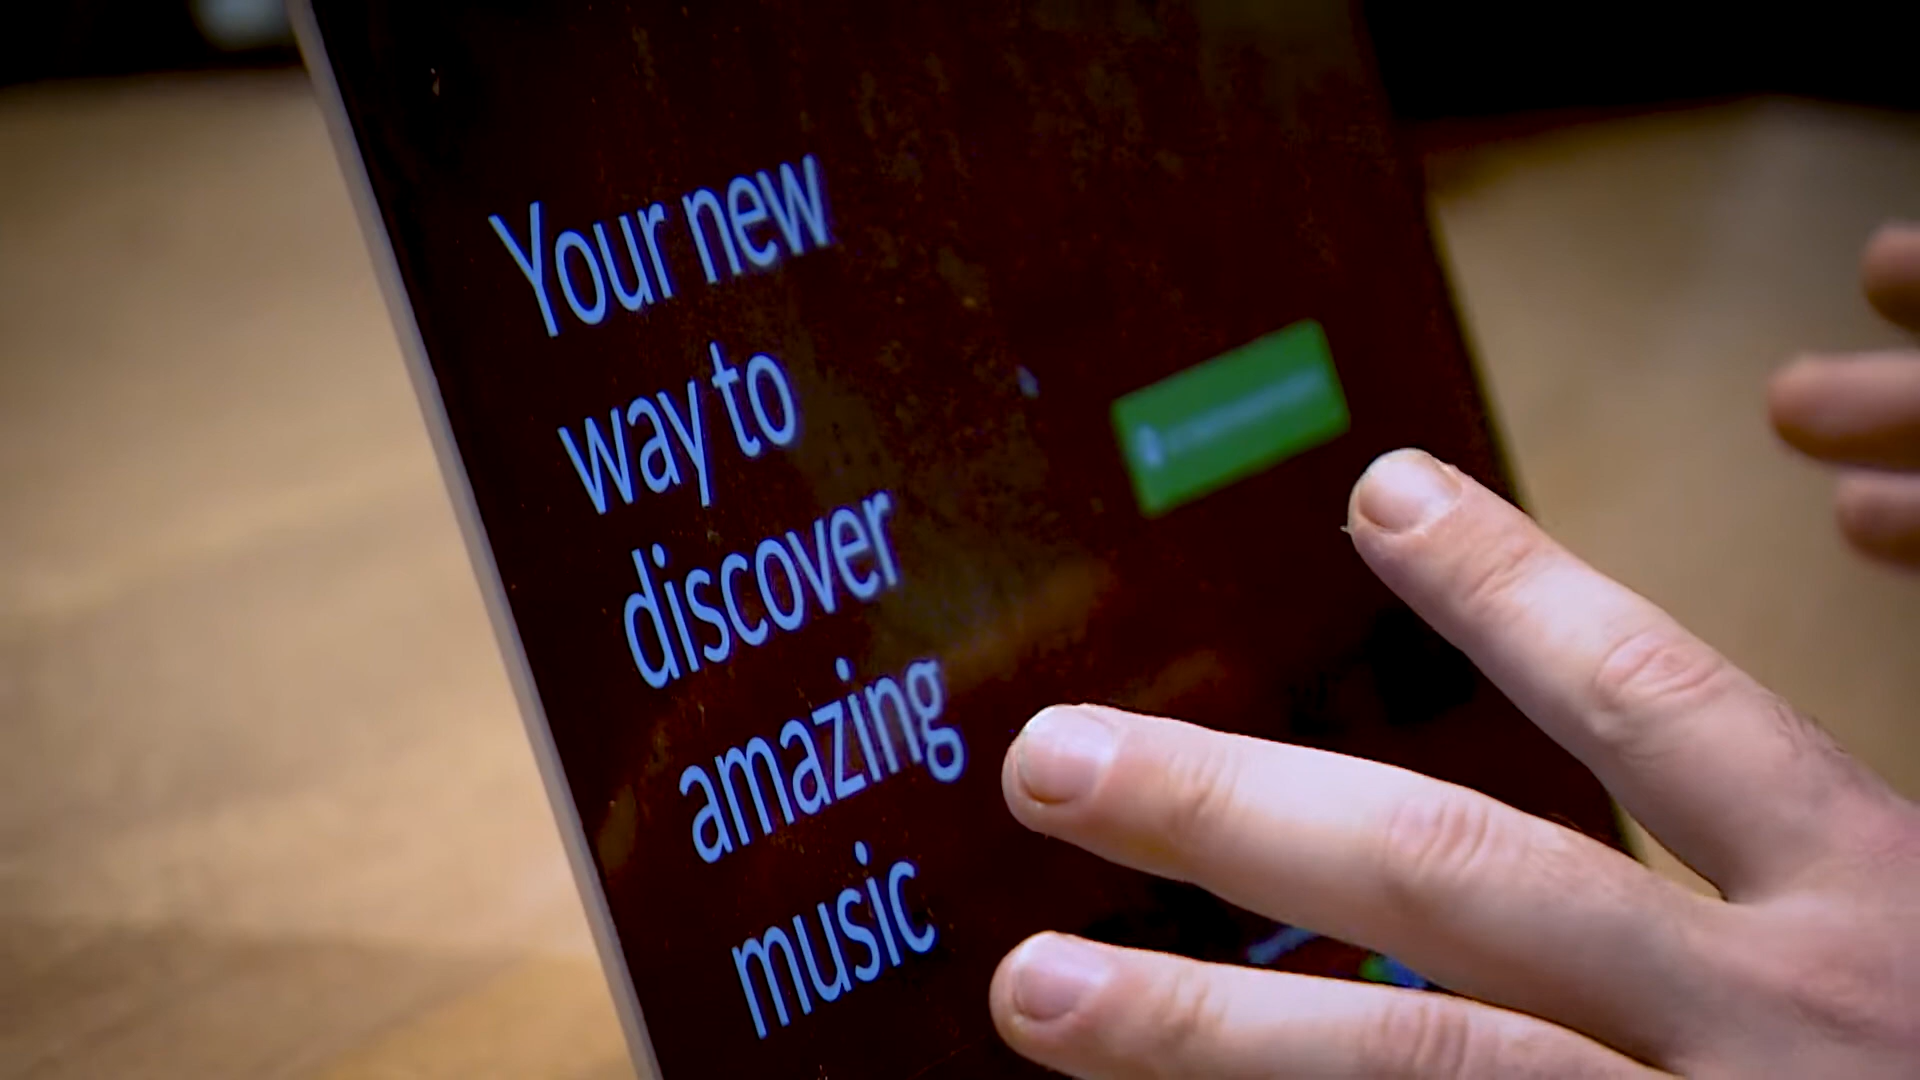 Your new
way to
discover
amazing
music